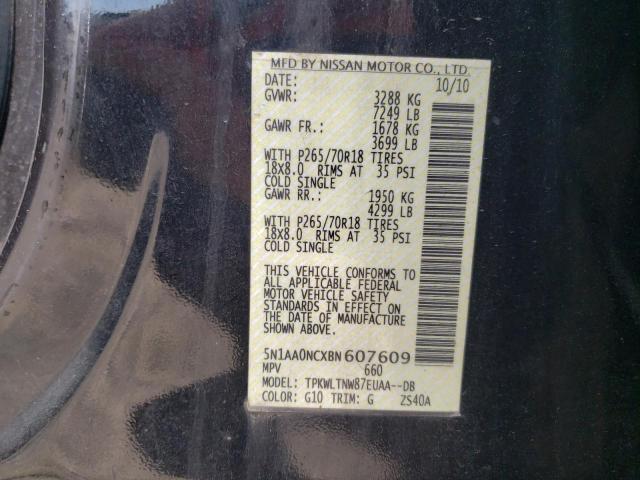 MFD BY NISSAN MOTOR CO., LTD.
DATE: 10/10
GVWR: 3288 KG
7249 LB
GAWR FR.: 1678 KG
3699 LB
WITH P265/70R18 TIRES
18X8.0 RIMS AT 35 PSI
COLD SINGLE
GAWR RR.: 1950 KG
4299 LB
WITH P265/70R18 TIRES
18X8.0 RIMS AT 35 PSI
COLD SINGLE
THIS VEHICLE CONFORMS TO
ALL APPLICABLE FEDERAL
MOTOR VEHICLE SAFETY
STANDARDS IN EFFECT ON
THE DATE OF MANUFACTURE
SHOWN ABOVE.
5N1AA0NCXBN607609
MPV 660
MODEL: TPKWLTNW87EUAA--DB
COLOR: G10 TRIM: G ZS40A